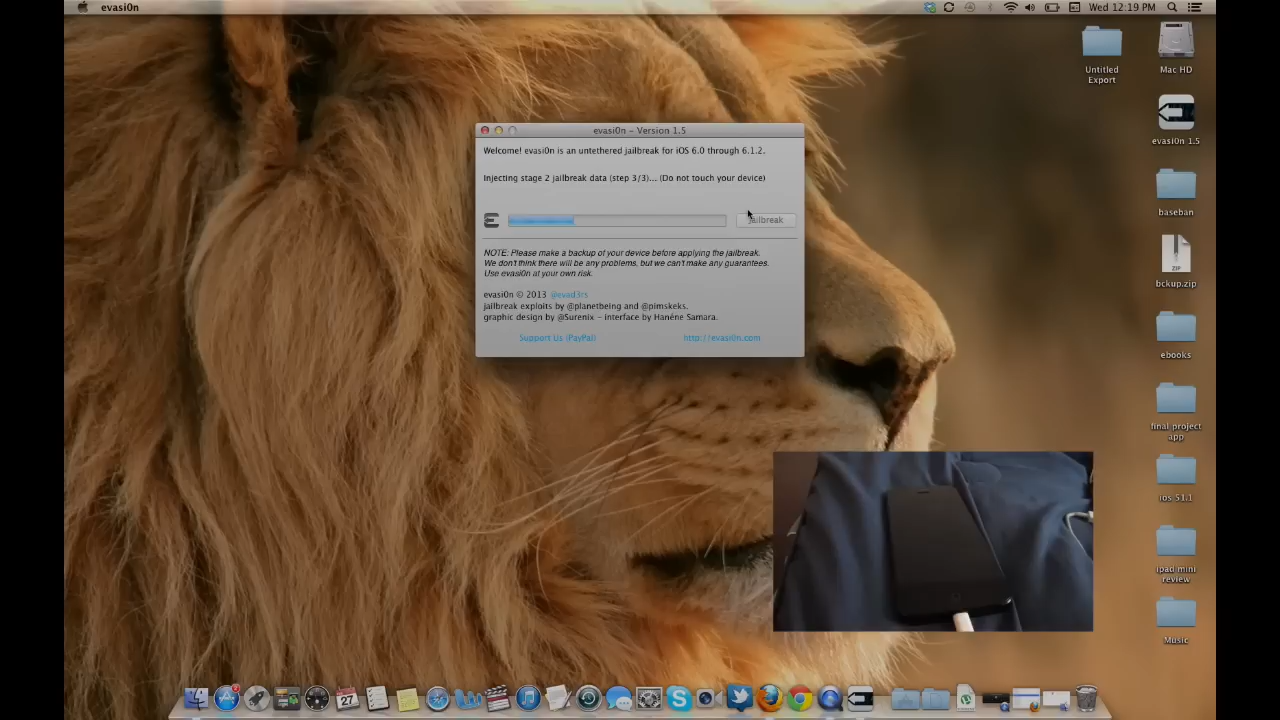 evasi0n
Wed 12:19 PM
Untitled
Export
Mac HD
evasi0n 1.5
baseban
ZIP
bckup.zip
ebooks
final project
app
ios 5.1.1
ipad mini
review
Music
evasi0n – Version 1.5
Welcome! evasi0n is an untethered jailbreak for iOS 6.0 through 6.1.2.
Injecting stage 2 jailbreak data (step 3/3)... (Do not touch your device)
Jailbreak
NOTE: Please make a backup of your device before applying the jailbreak.
We don't think there will be any problems, but we can't make any guarantees.
Use evasi0n at your own risk.
evasi0n © 2013 @evad3rs
jailbreak exploits by @planetbeing and @pimskeks.
graphic design by @Surenix – interface by Hanéne Samara.
Support Us (PayPal)
http://evasi0n.com
27